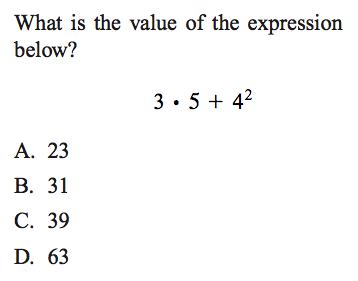 What is the value of the expression
below?
3 • 5 + 4²
A. 23
B. 31
C. 39
D. 63